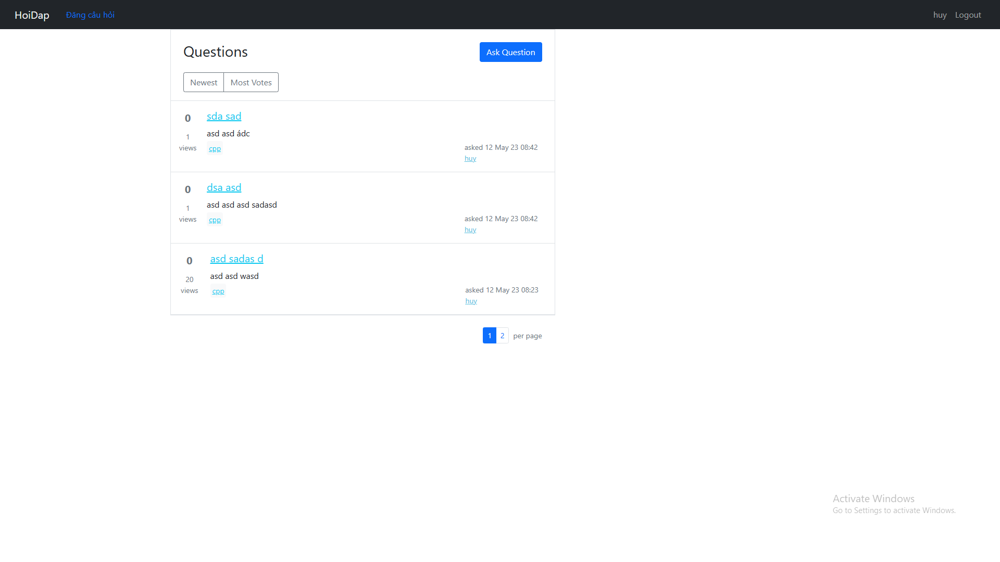 HoiDap Đăng câu hỏi huy Logout
Questions Ask Question
Newest Most Votes
0 sda sad
asd asd ádc
1
views cpp asked 12 May 23 08:42
huy
0 dsa asd
asd asd asd sadasd
1
views cpp asked 12 May 23 08:42
huy
0 asd sadas d
asd asd wasd
20
views cpp asked 12 May 23 08:23
huy
1 2 per page
Activate Windows
Go to Settings to activate Windows.